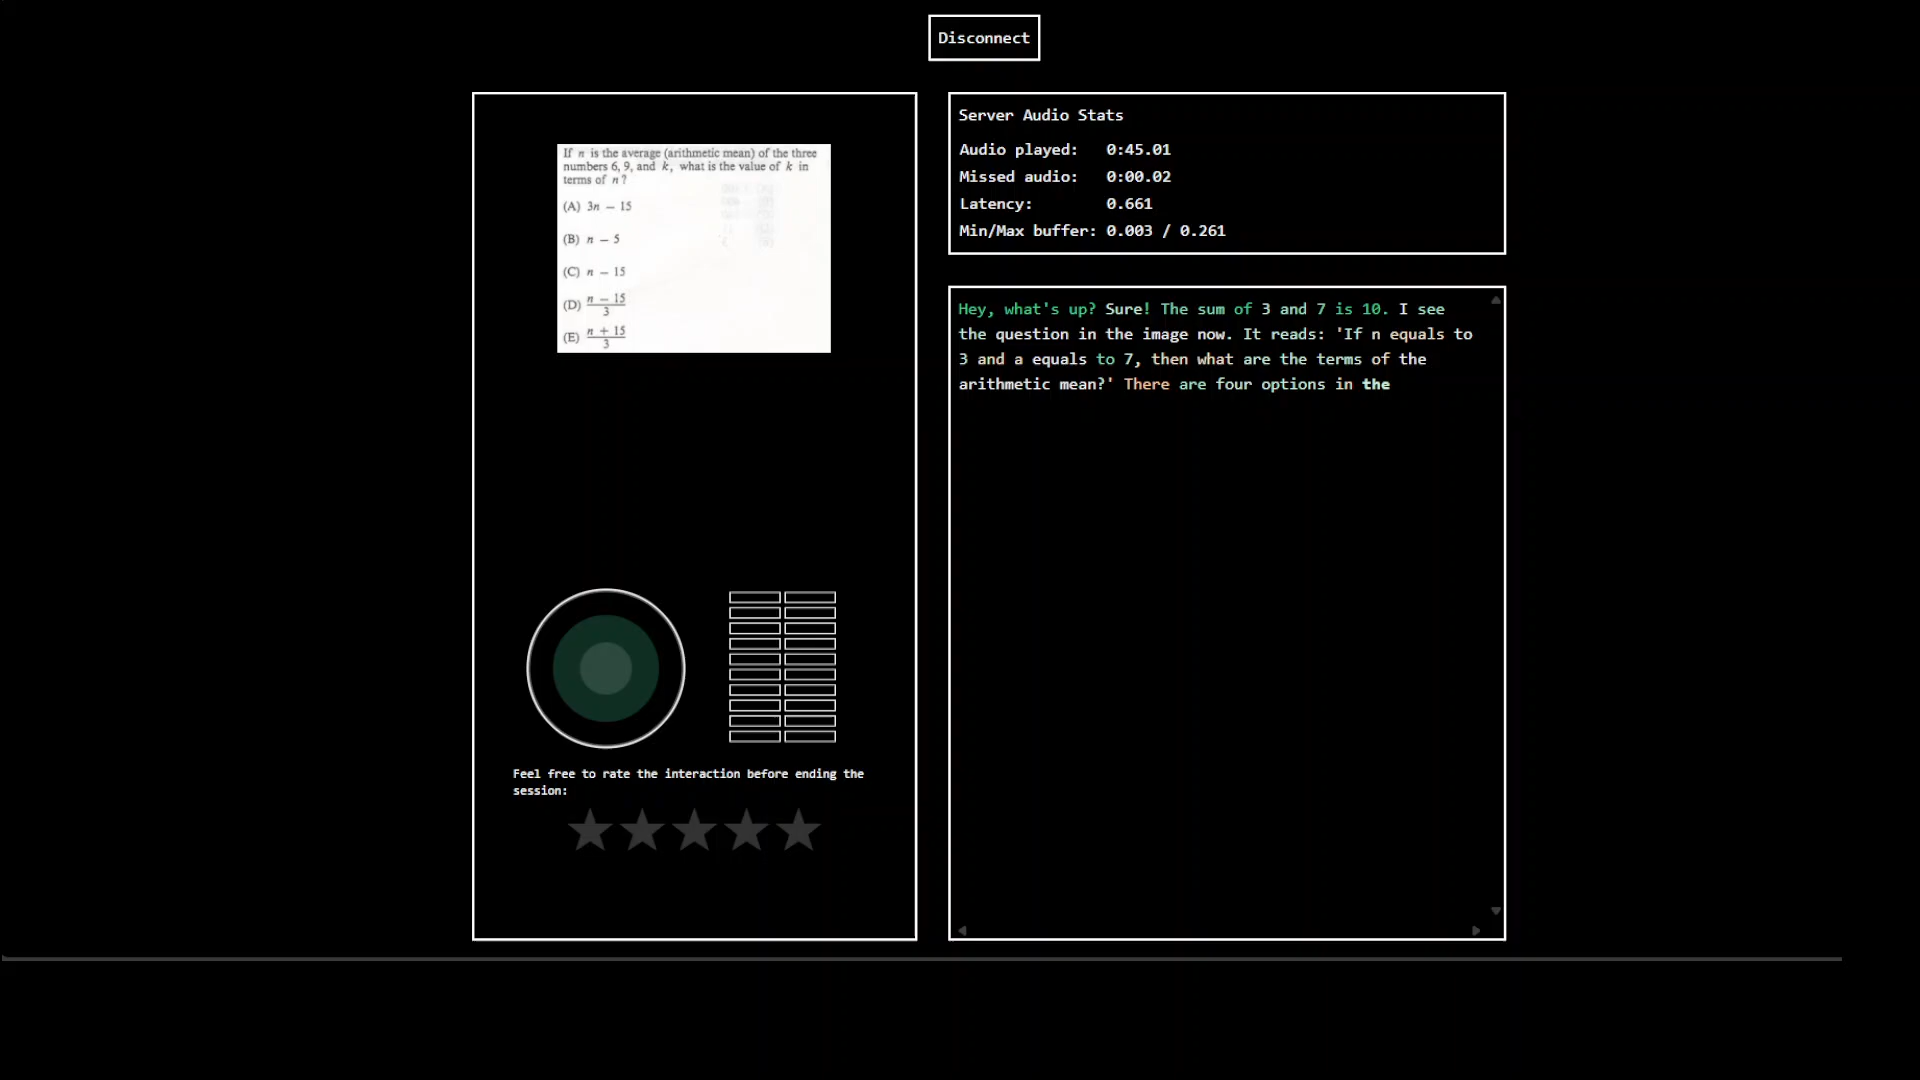 Disconnect
If n is the average (arithmetic mean) of the three
numbers 6, 9, and k, what is the value of k in
terms of n?
(A) 3n − 15
(B) n − 5
(C) n − 15
(D) n − 15
3
(E) n + 15
3
Feel free to rate the interaction before ending the
session:
Server Audio Stats
Audio played: 0:45.01
Missed audio: 0:00.02
Latency: 0.661
Min/Max buffer: 0.003 / 0.261
Hey, what's up? Sure! The sum of 3 and 7 is 10. I see
the question in the image now. It reads: 'If n equals to
3 and a equals to 7, then what are the terms of the
arithmetic mean?' There are four options in the